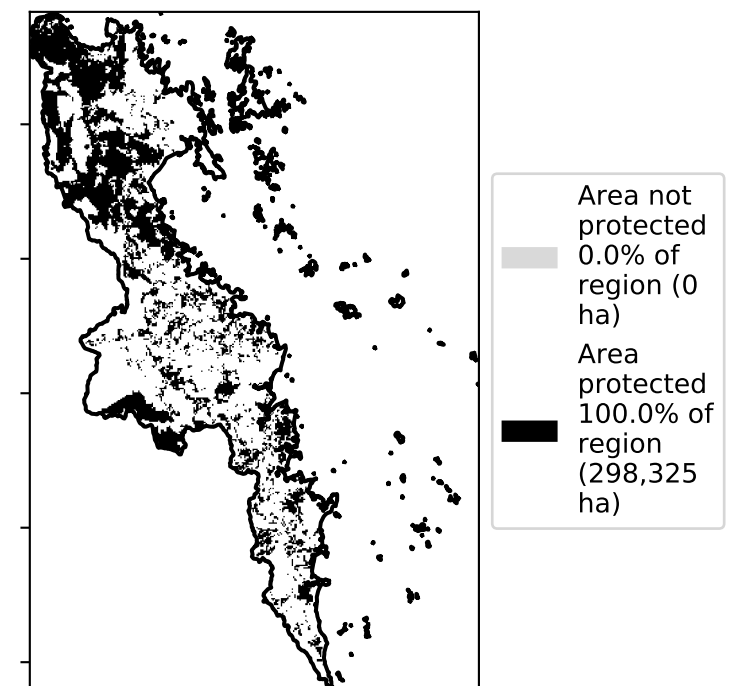 Area not
protected
0.0% of
region (0
ha)
Area
protected
100.0% of
region
(298,325
ha)